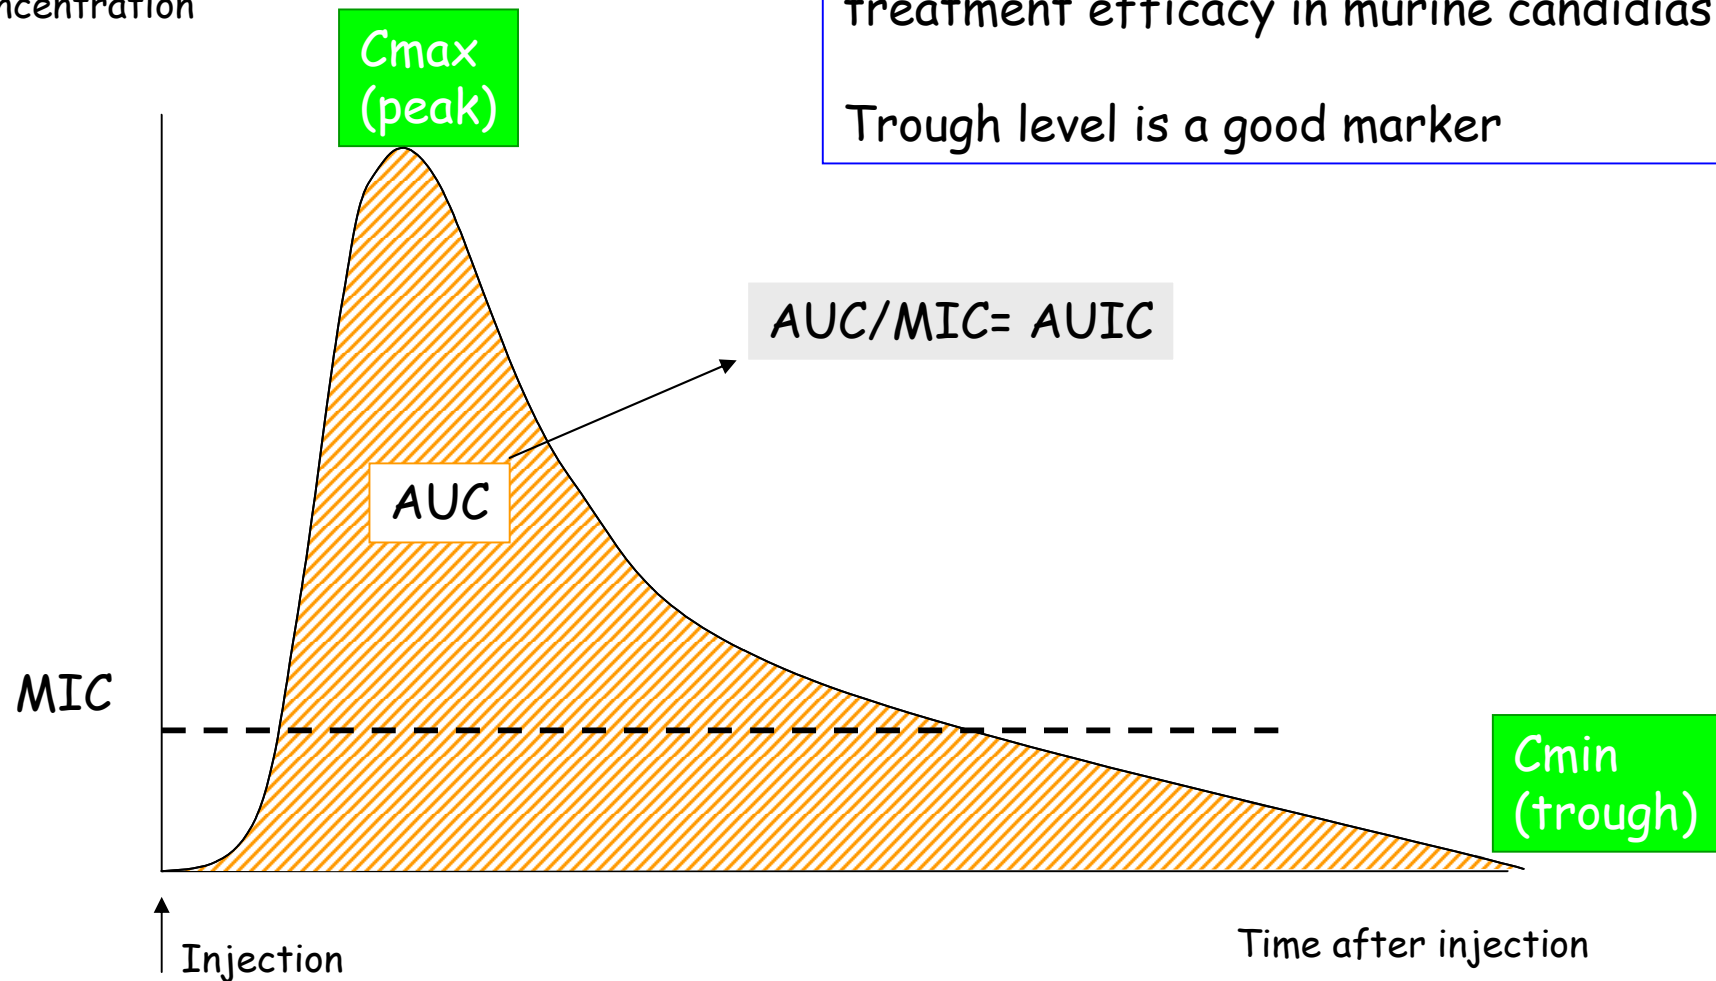 Cmax
(peak)
treatment efficacy in murine
Trough level is a good marker
AUC/MIC= AUIC
AUC
MIC
Cmin
(trough)
Time after injection
Injection